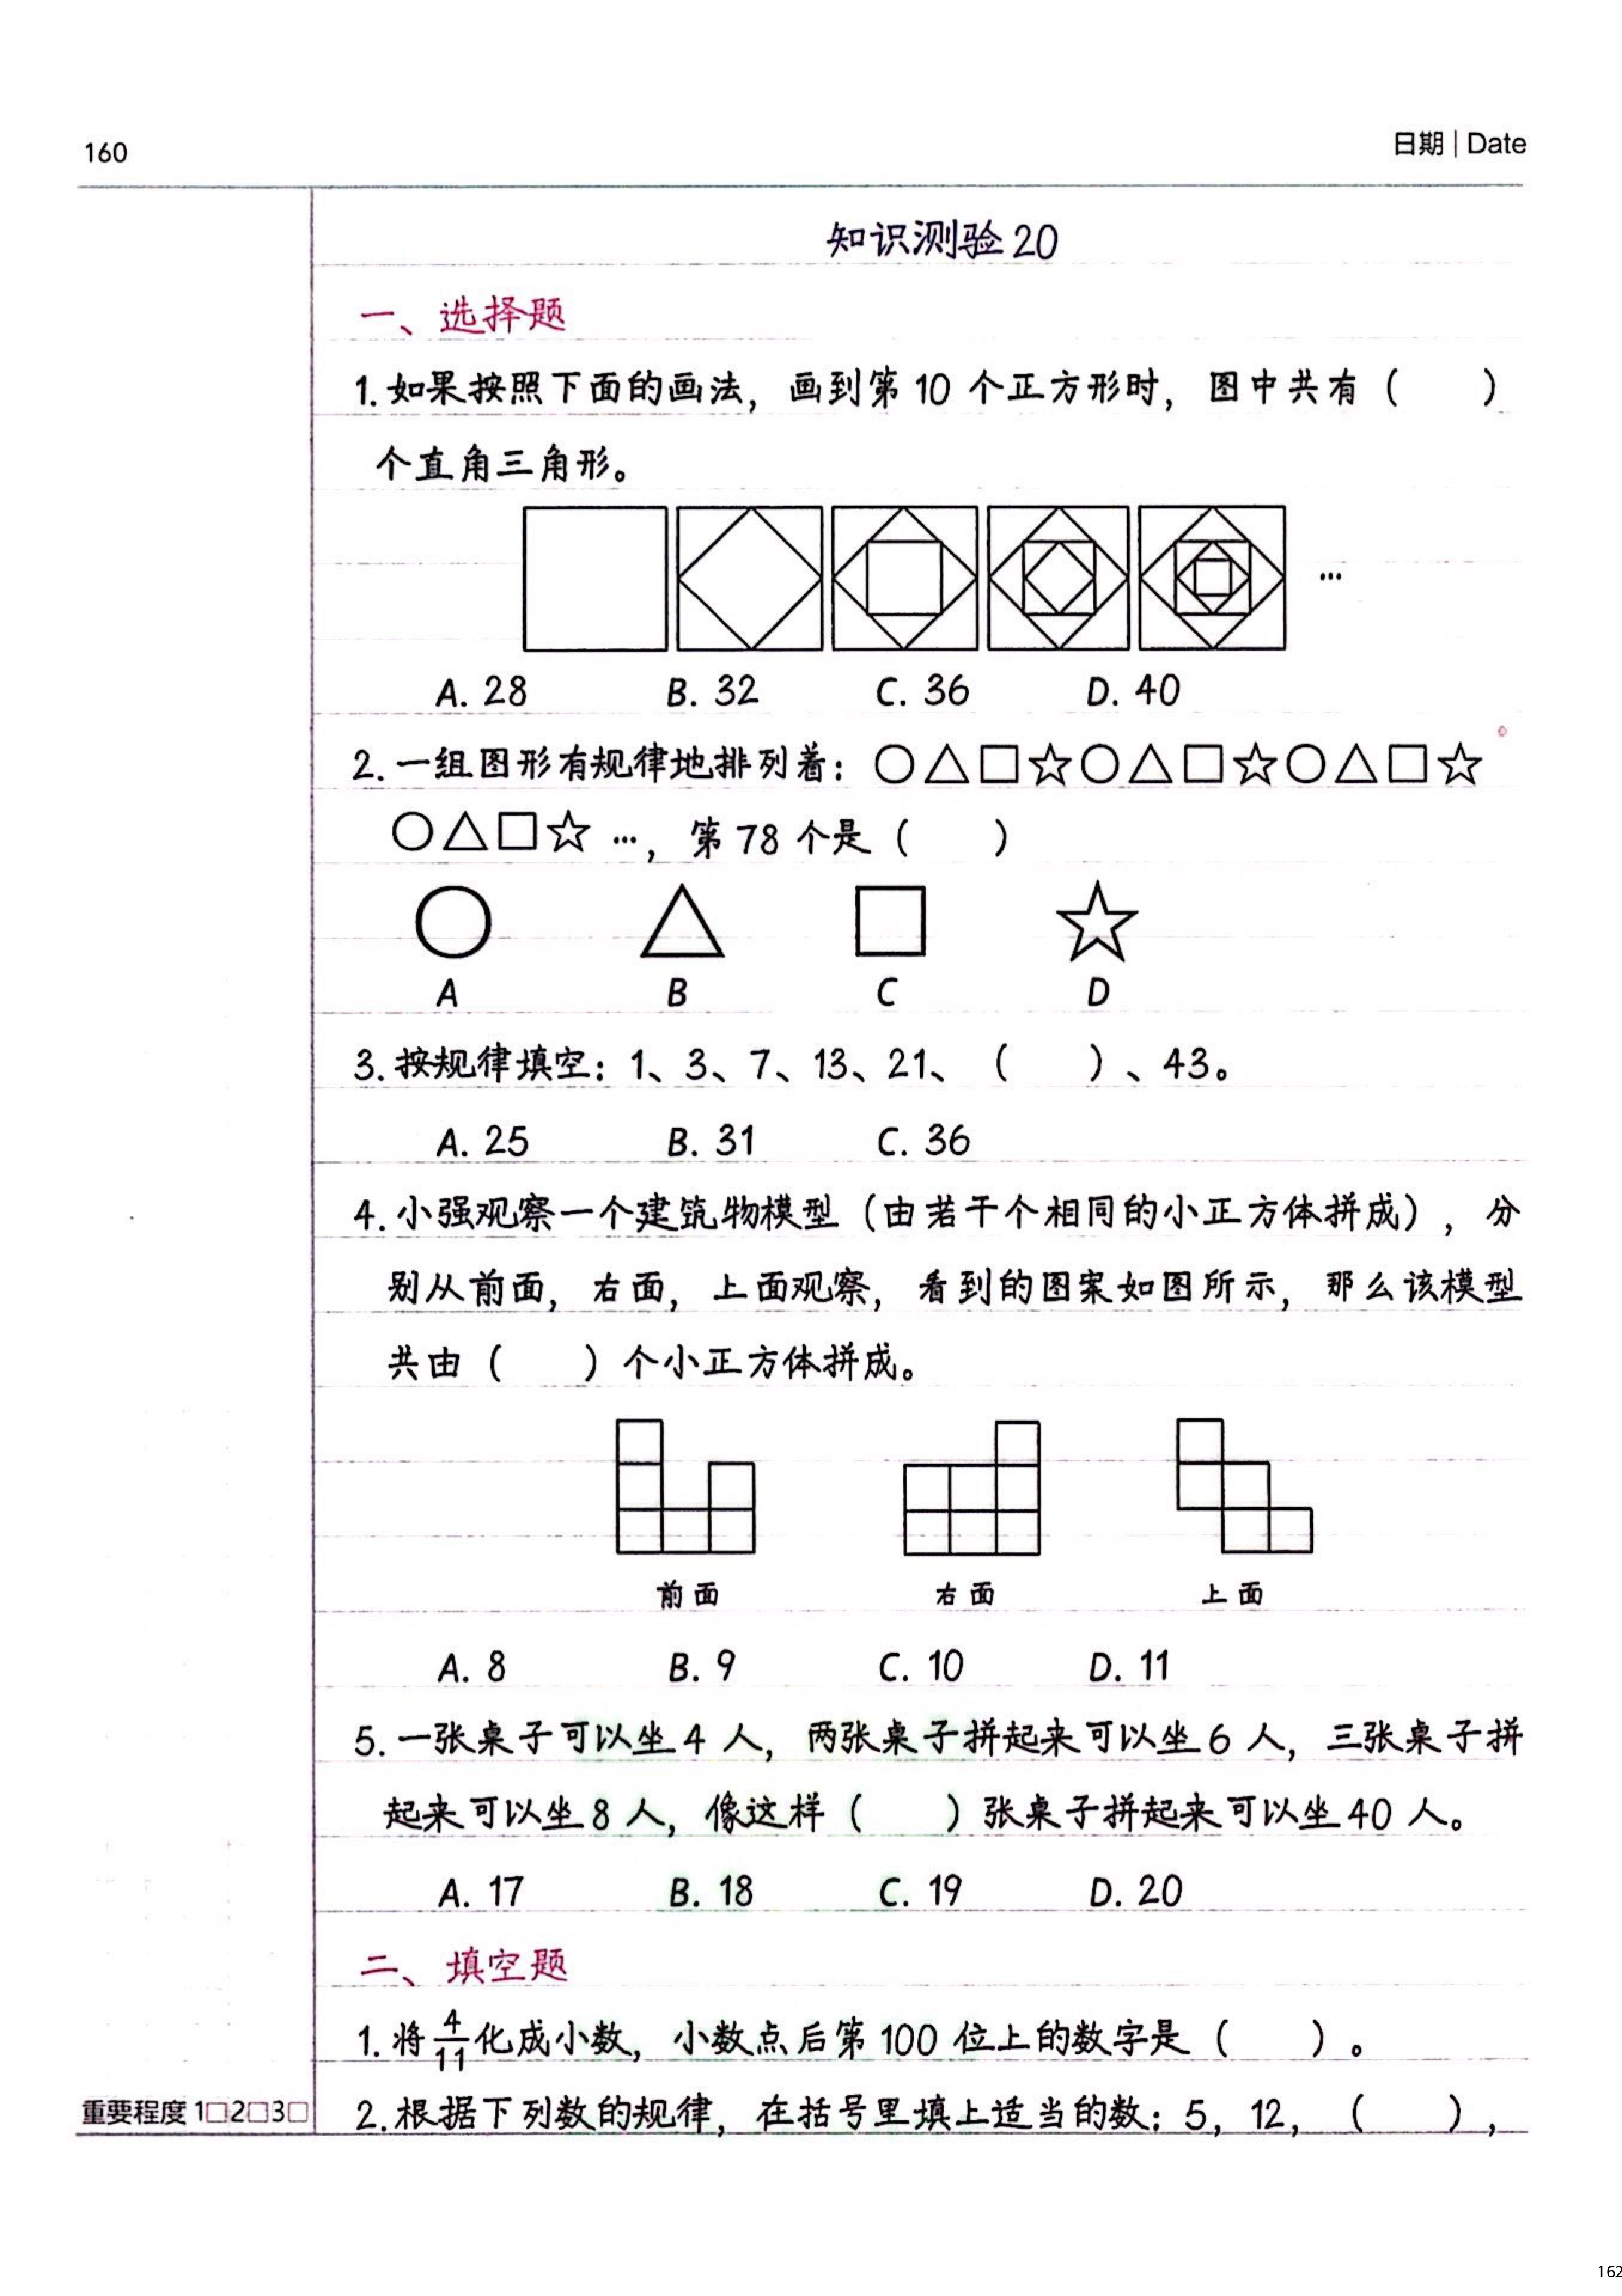 160
日期 | Date
知识测验20
一、选择题
1. 如果按照下面的画法，画到第 10 个正方形时，图中共有（　　）
个直角三角形。
…
A. 28　B. 32　C. 36　D. 40
2. 一组图形有规律地排列着：○△□☆○△□☆○△□☆
○△□☆…，第 78 个是（　　）
A　B　C　D
3. 按规律填空：1、3、7、13、21、（　　）、43。
A. 25　B. 31　C. 36
4. 小强观察一个建筑物模型（由若干个相同的小正方体拼成），分
别从前面，右面，上面观察，看到的图案如图所示，那么该模型
共由（　　）个小正方体拼成。
前面　右面　上面
A. 8　B. 9　C. 10　D. 11
5. 一张桌子可以坐 4 人，两张桌子拼起来可以坐 6 人，三张桌子拼
起来可以坐 8 人，像这样（　　）张桌子拼起来可以坐 40 人。
A. 17　B. 18　C. 19　D. 20
二、填空题
1. 将4/11化成小数，小数点后第 100 位上的数字是（　　）。
2. 根据下列数的规律，在括号里填上适当的数；5，12，（　　），
重要程度 1□2□3□
162